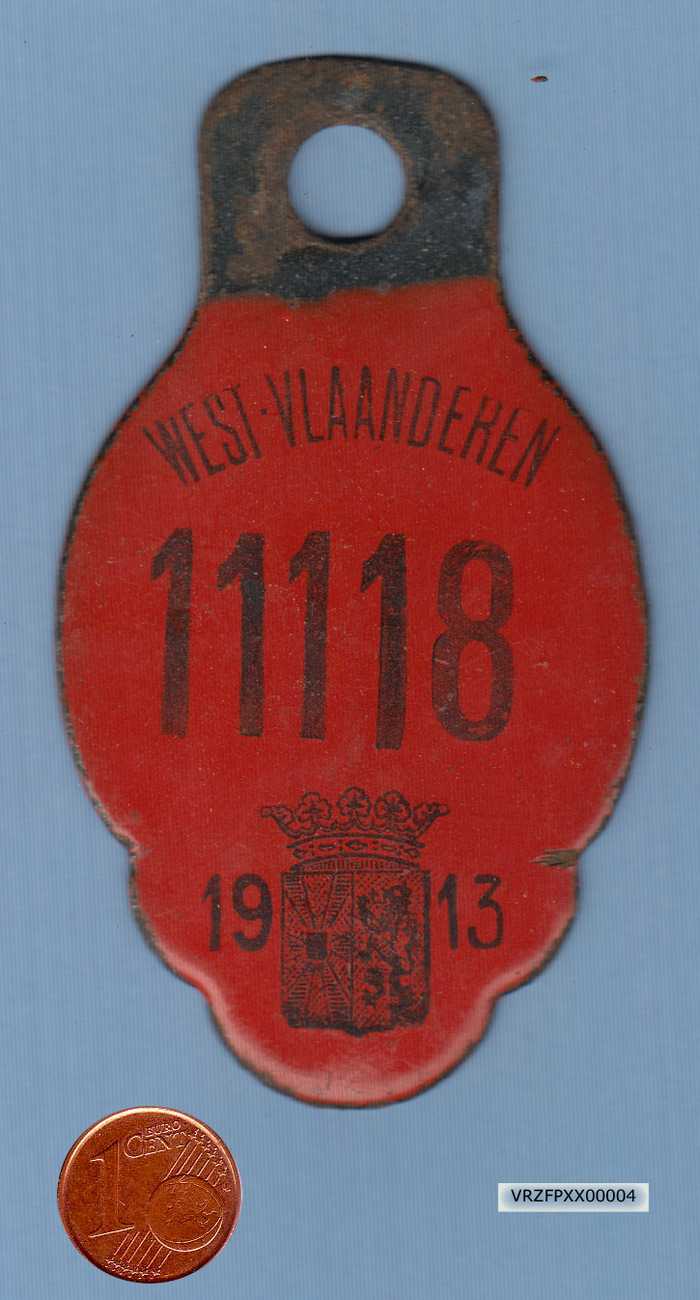 WEST-VLAANDEREN
11118
19 13
1 EURO
CENT
VRZFPXX00004